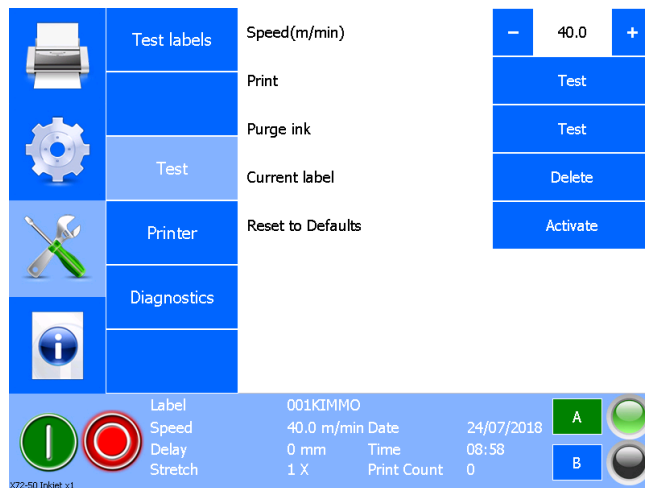 Test labels
Test
Printer
Diagnostics
Speed(m/min) - 40.0 +
Print Test
Purge ink Test
Current label Delete
Reset to Defaults Activate
Label 001KIMMO
Speed 40.0 m/min Date 24/07/2018
Delay 0 mm Time 08:58
Stretch 1 X Print Count 0
A
B
X72-50 Inkjet x1